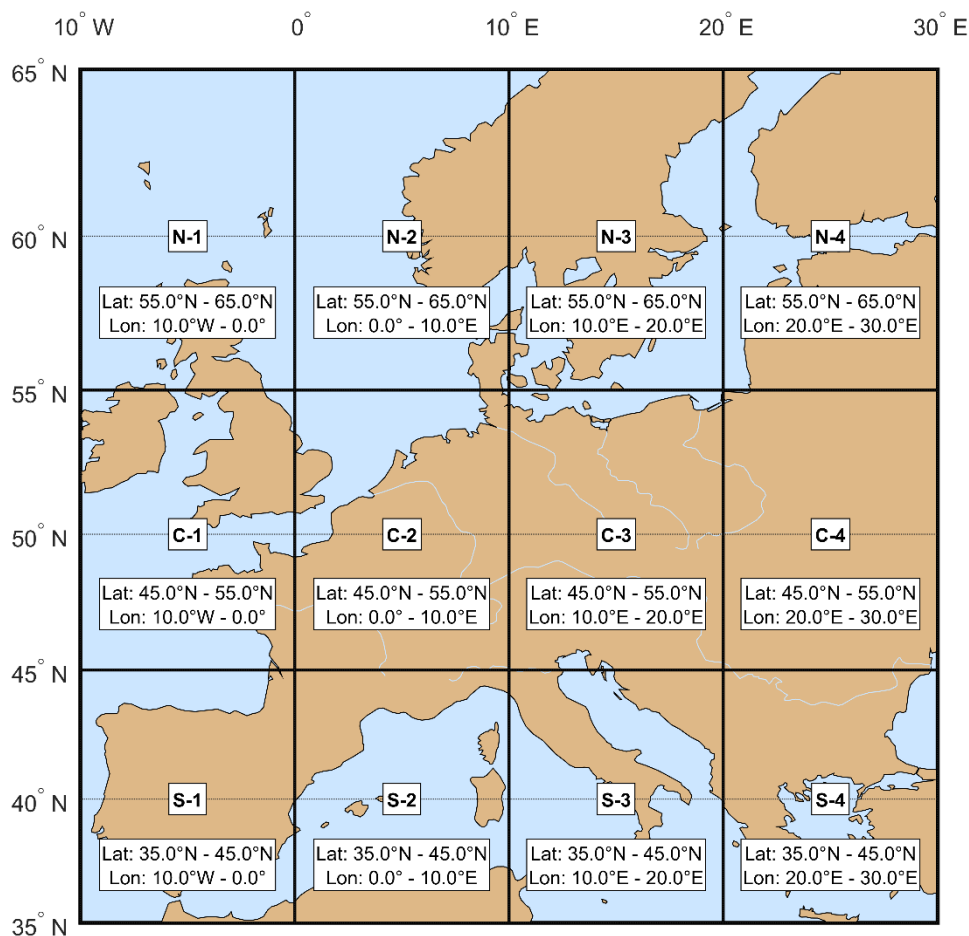 10° W 0° 10° E 20° E 30° E
65° N
N-1 N-2 N-3 N-4
60° N
Lat: 55.0°N - 65.0°N Lat: 55.0°N - 65.0°N Lat: 55.0°N - 65.0°N Lat: 55.0°N - 65.0°N
Lon: 10.0°W - 0.0° Lon: 0.0° - 10.0°E Lon: 10.0°E - 20.0°E Lon: 20.0°E - 30.0°E
55° N
C-1 C-2 C-3 C-4
50° N
Lat: 45.0°N - 55.0°N Lat: 45.0°N - 55.0°N Lat: 45.0°N - 55.0°N Lat: 45.0°N - 55.0°N
Lon: 10.0°W - 0.0° Lon: 0.0° - 10.0°E Lon: 10.0°E - 20.0°E Lon: 20.0°E - 30.0°E
45° N
S-1 S-2 S-3 S-4
40° N
Lat: 35.0°N - 45.0°N Lat: 35.0°N - 45.0°N Lat: 35.0°N - 45.0°N Lat: 35.0°N - 45.0°N
Lon: 10.0°W - 0.0° Lon: 0.0° - 10.0°E Lon: 10.0°E - 20.0°E Lon: 20.0°E - 30.0°E
35° N